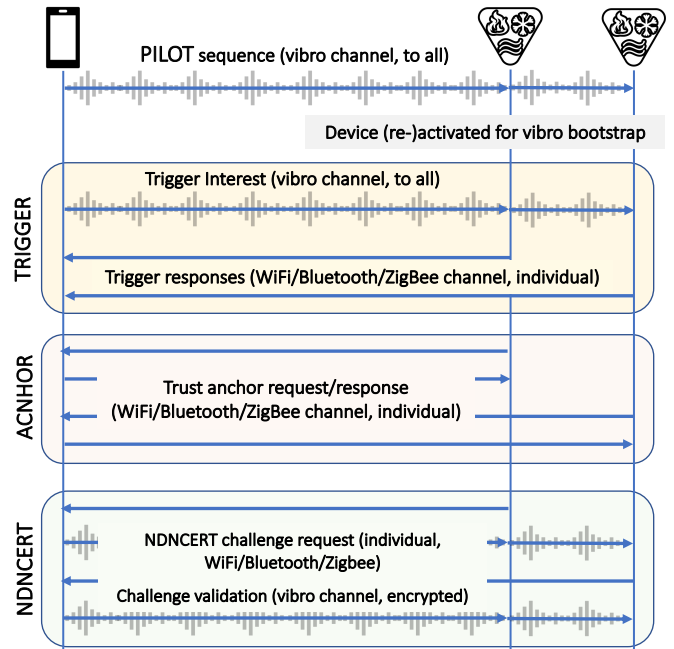 PILOT sequence (vibro channel, to all)
Device (re-)activated for vibro bootstrap
TRIGGER
Trigger Interest (vibro channel, to all)
Trigger responses (WiFi/Bluetooth/ZigBee channel, individual)
ACNHOR
Trust anchor request/response
(WiFi/Bluetooth/ZigBee channel, individual)
NDNCERT
NDNCERT challenge request (individual,
WiFi/Bluetooth/Zigbee)
Challenge validation (vibro channel, encrypted)